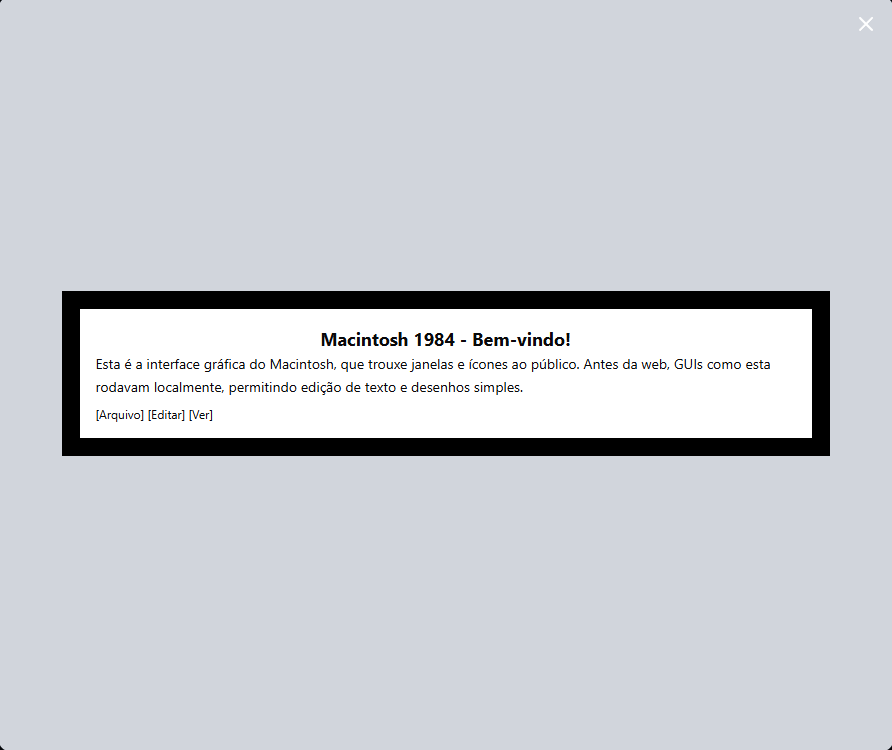 Macintosh 1984 - Bem-vindo!
Esta é a interface gráfica do Macintosh, que trouxe janelas e ícones ao público. Antes da web, GUIs como esta
rodavam localmente, permitindo edição de texto e desenhos simples.
[Arquivo] [Editar] [Ver]